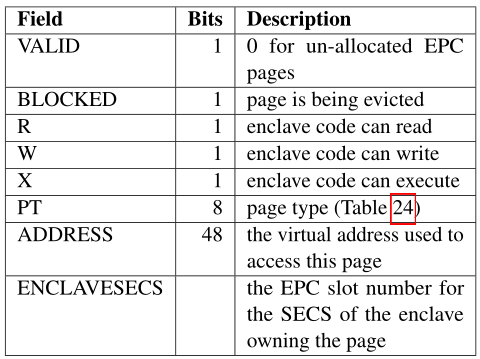 Field Bits Description
VALID 1 0 for un-allocated EPC
pages
BLOCKED 1 page is being evicted
R 1 enclave code can read
W 1 enclave code can write
X 1 enclave code can execute
PT 8 page type (Table 24)
ADDRESS 48 the virtual address used to
access this page
ENCLAVESECS the EPC slot number for
the SECS of the enclave
owning the page